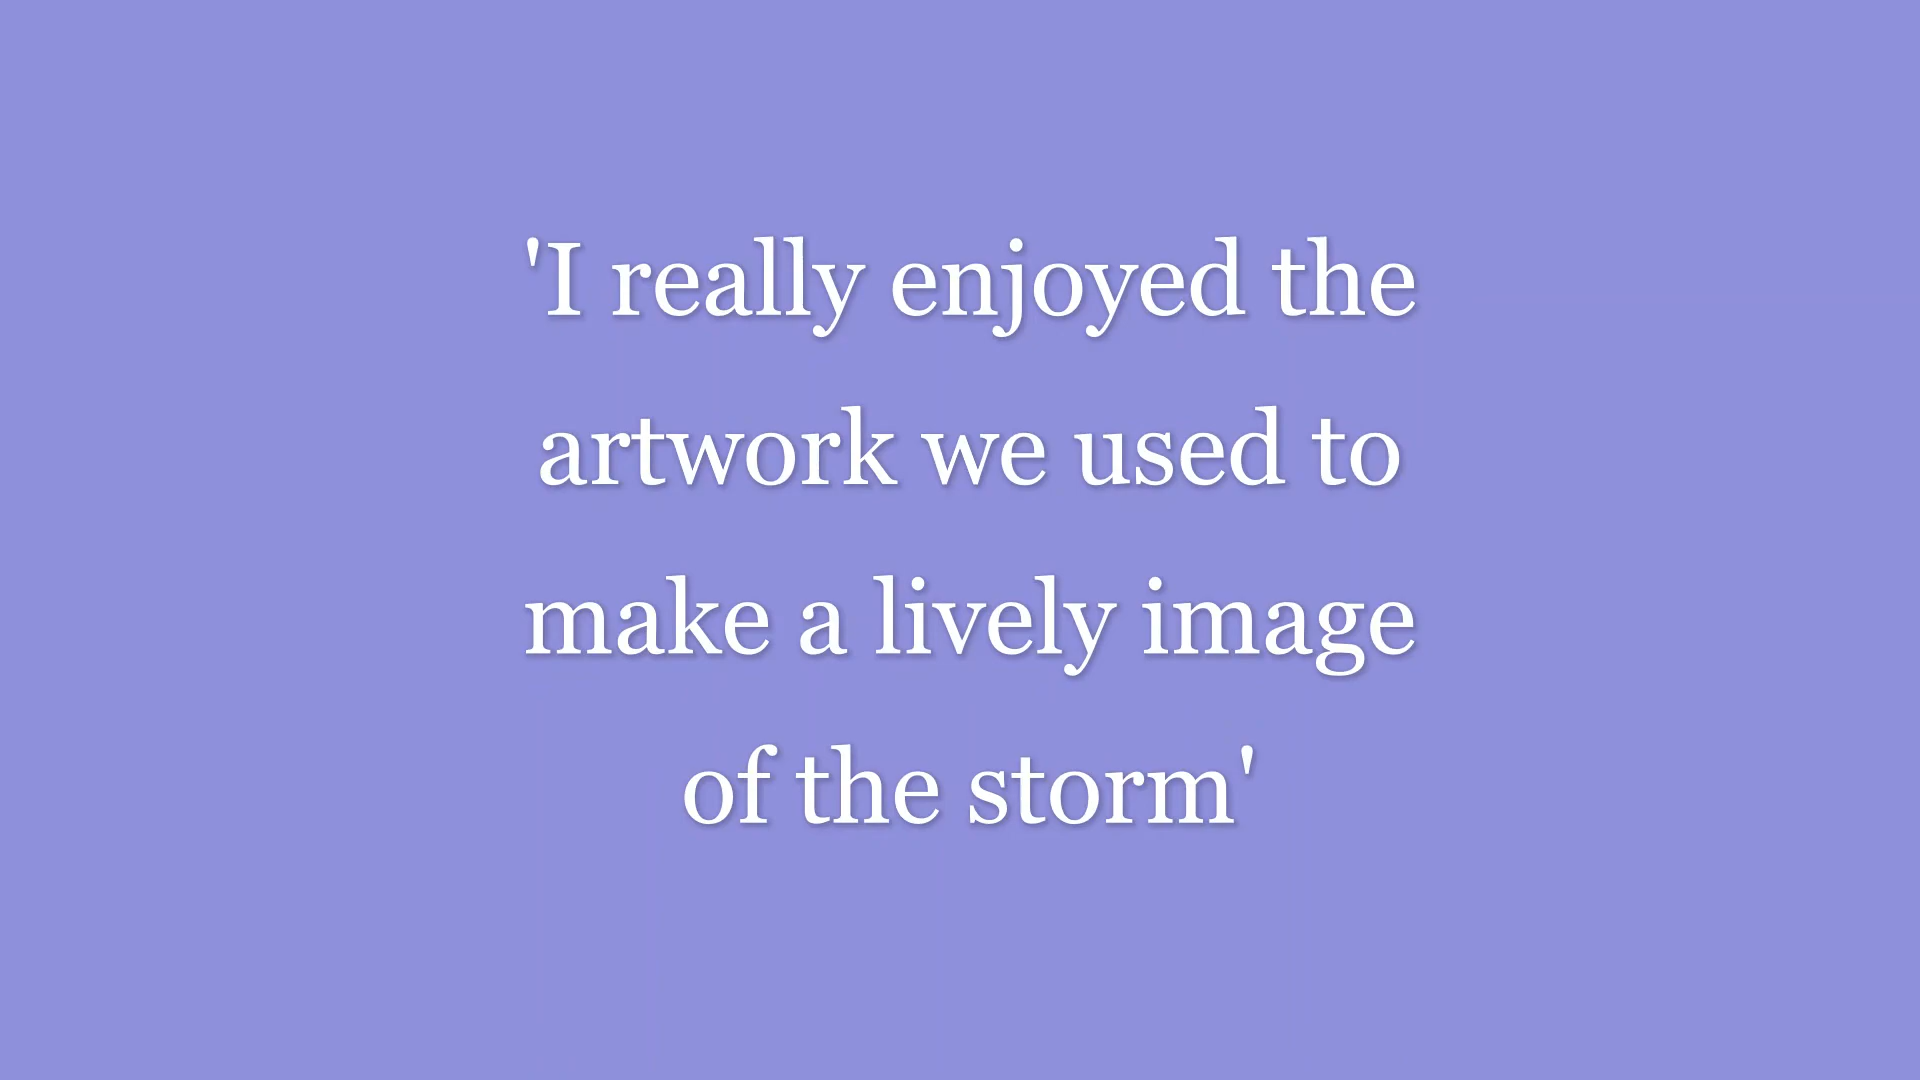 'I really enjoyed the
artwork we used to
make a lively image
of the storm'